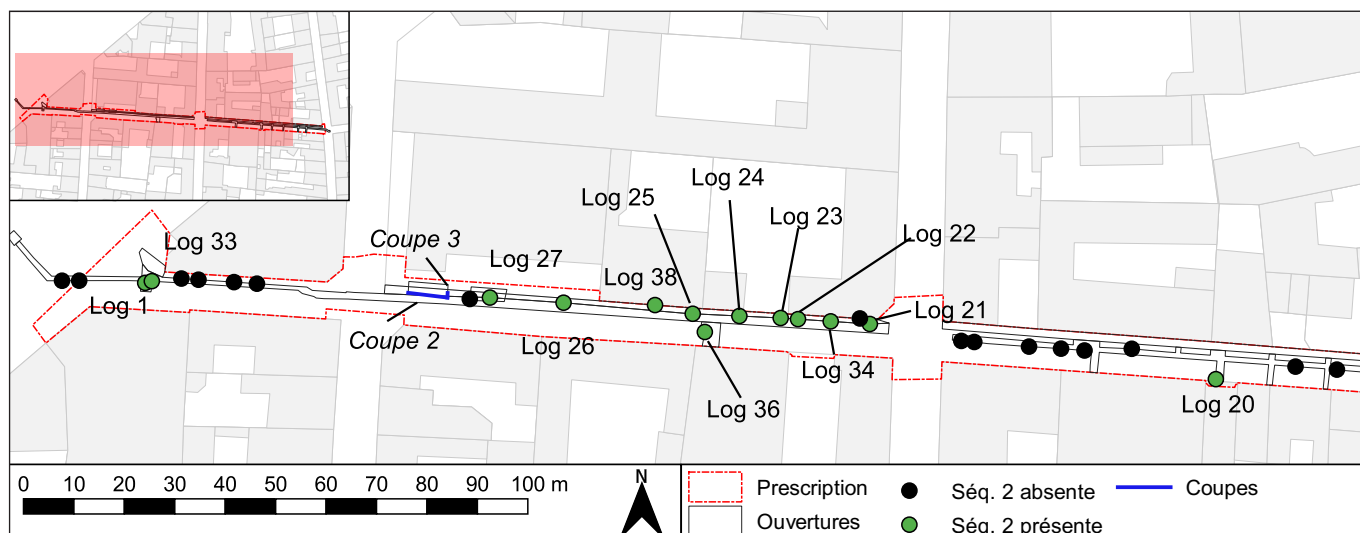 Log 24
Log 25
Log 23
Log 33
Coupe 3
Log 22
Log 27
Log 38
Log 1
Log 21
Coupe 2
Log 26
Log 34
Log 36
Log 20
0 10 20 30 40 50 60 70 80 90 100 m
N
Prescription
Séq. 2 absente
Coupes
Ouvertures
Séq. 2 présente